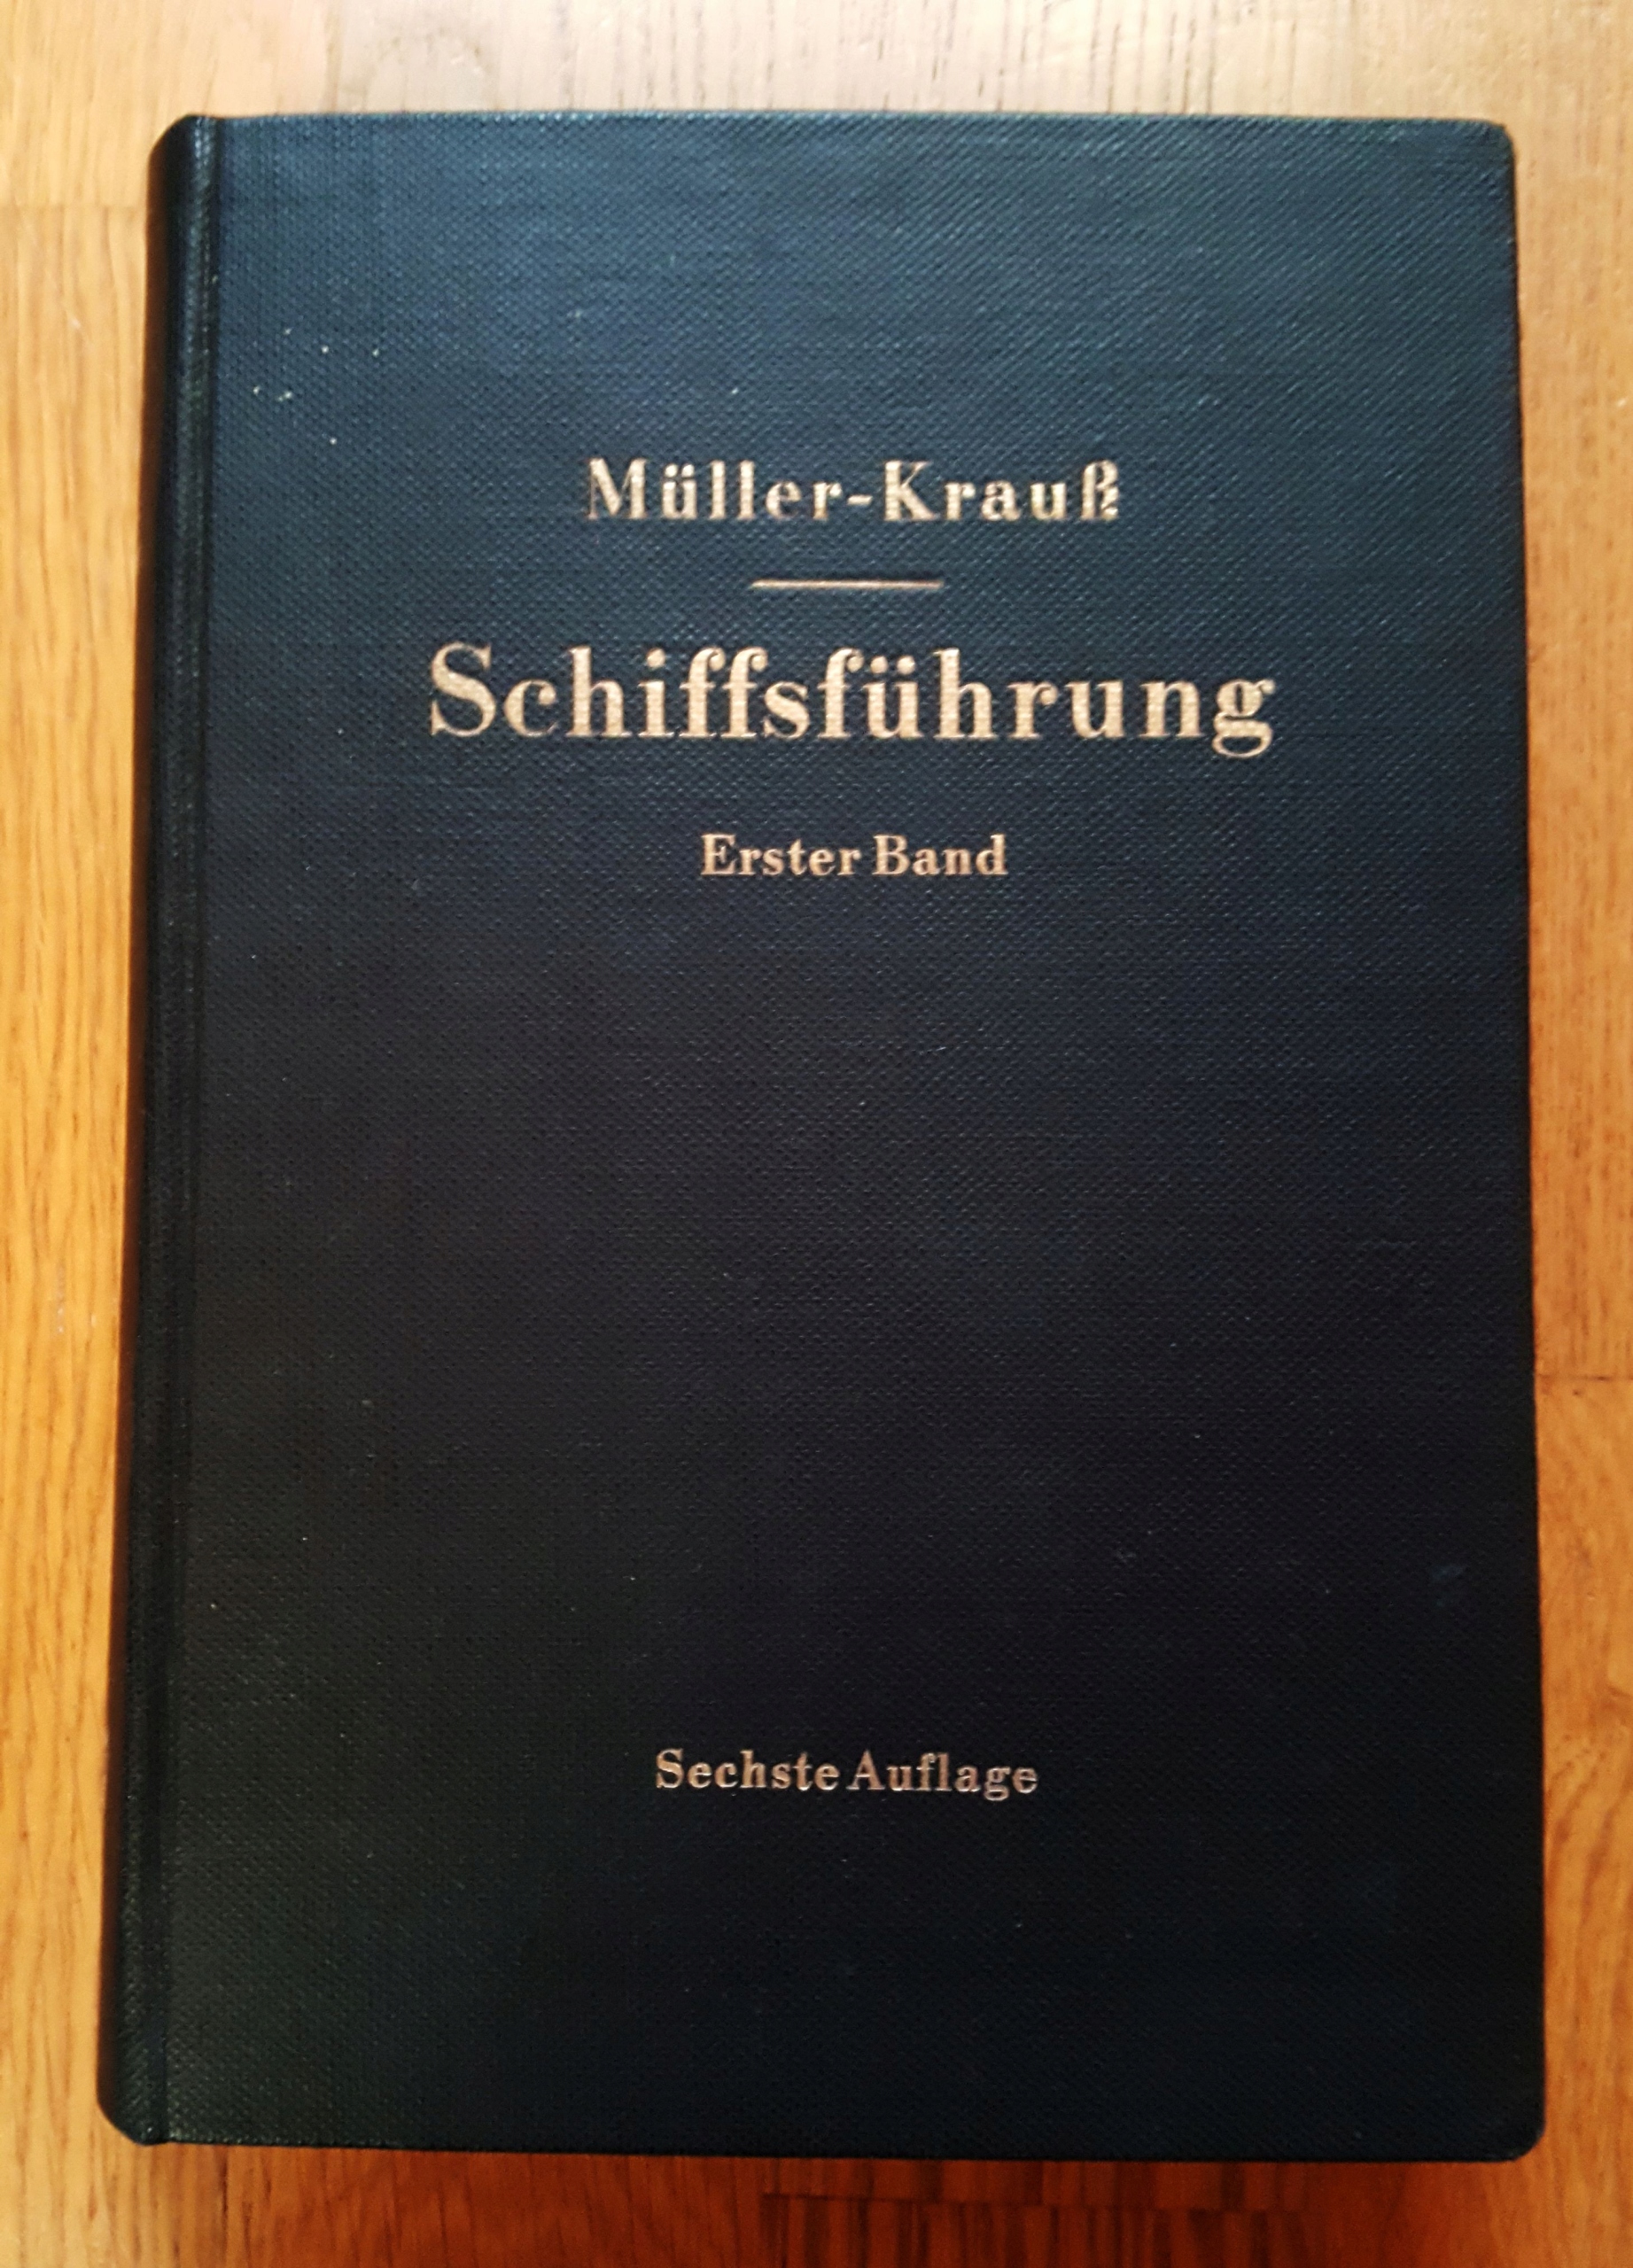 Müller-Krauß
Schiffsführung
Erster Band
Sechste Auflage